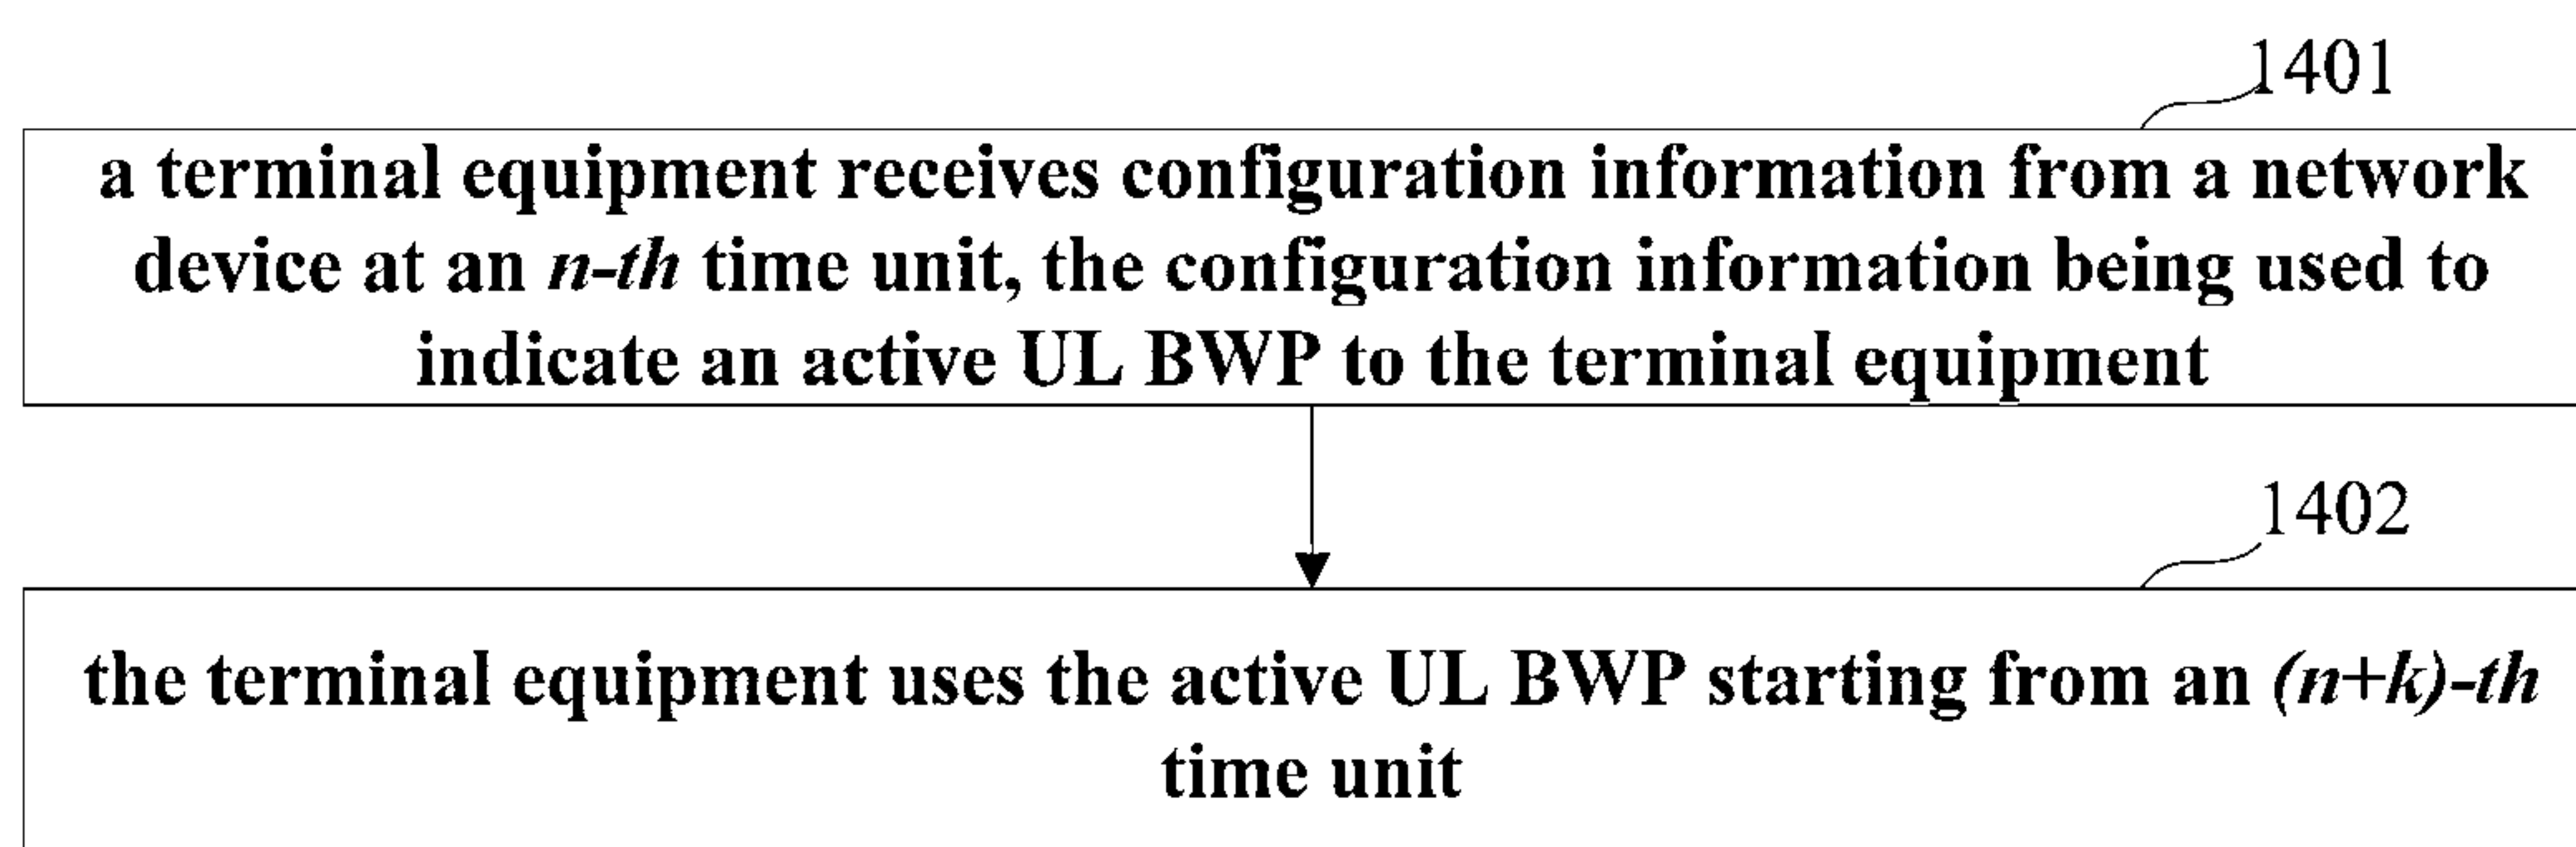 1401
a terminal equipment receives configuration information from a network
device at an n-th time unit, the configuration information being used to
indicate an active UL BWP to the terminal equipment
1402
the terminal equipment uses the active UL BWP starting from an (n+k)-th
time unit